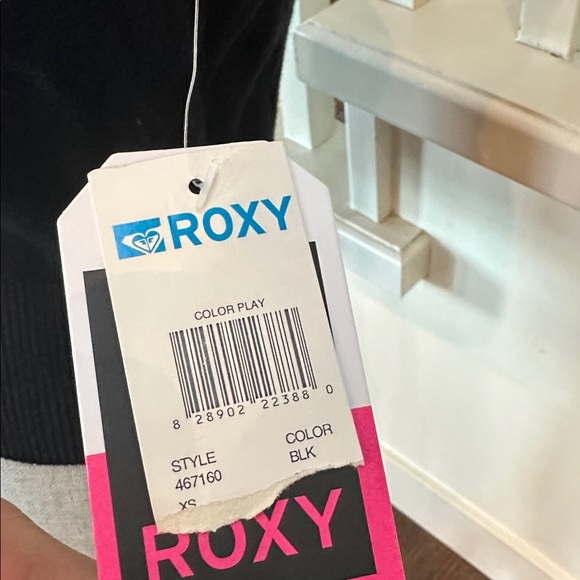 ROXY
COLOR PLAY
8 28902 22388 0
STYLE COLOR
467160 BLK
XS
ROXY